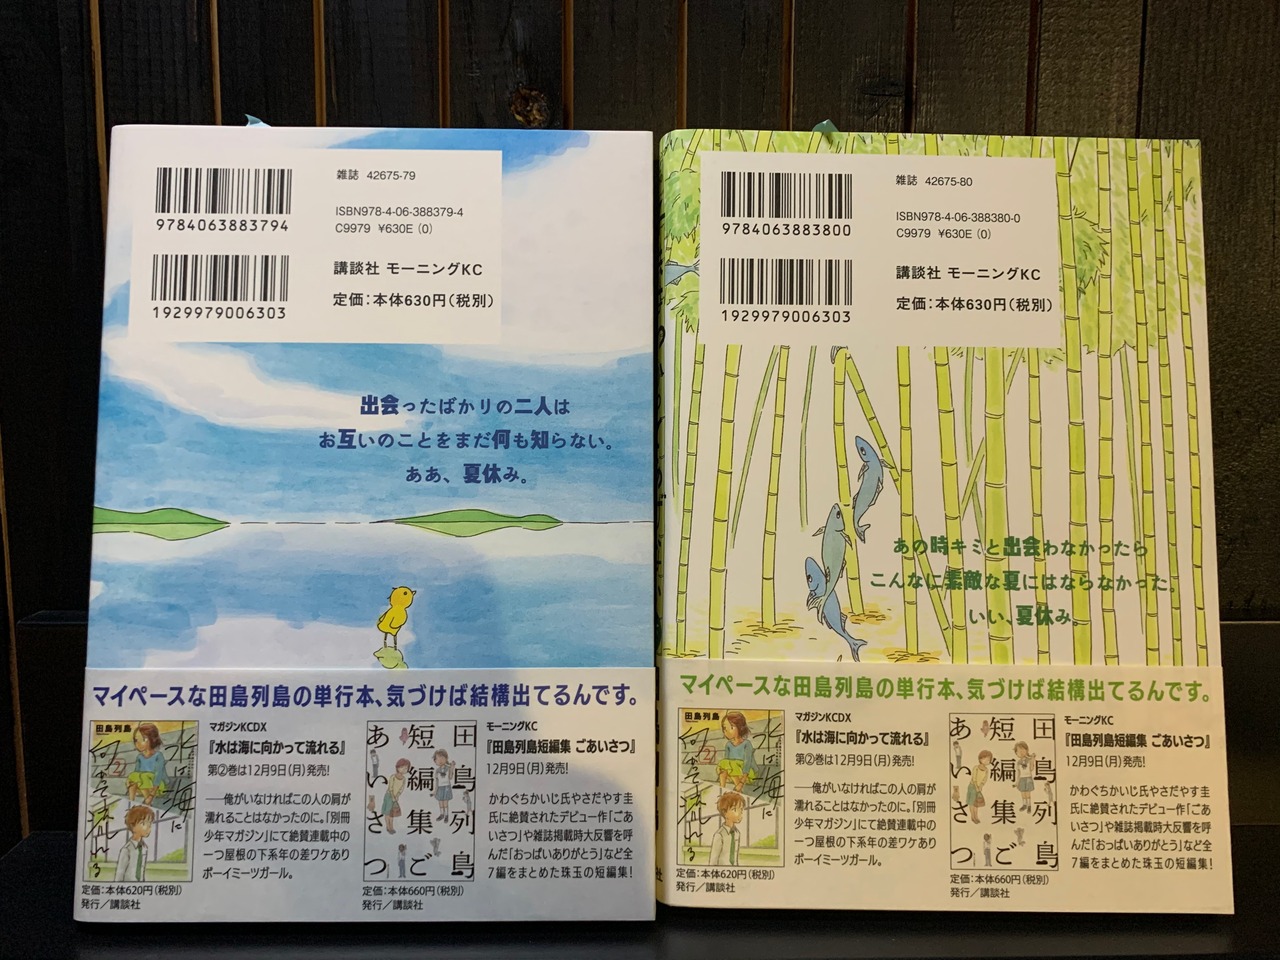 雑誌 42675-79
9784063883794
ISBN978-4-06-388379-4
C9979 ¥630E (0)
1929979006303
講談社 モーニングKC
定価:本体630円(税別)
出会ったばかりの二人は
お互いのことをまだ何も知らない。
ああ、夏休み。
マイペースな田島列島の単行本、気づけば結構出てるんです。
田島列島
水は海に
向かって流れる
2
マガジンKCDX
『水は海に向かって流れる』
第②巻は12月9日(月)発売!
――俺がいなければこの人の肩が
濡れることはなかったのに。「別冊
少年マガジン」にて絶賛連載中の
一つ屋根の下系年の差ワケあり
ボーイミーツガール。
定価:本体620円(税別)
発行/講談社
田島列島
短編集ご
あいさつ
モーニングKC
『田島列島短編集 ごあいさつ』
12月9日(月)発売!
かわぐちかいじ氏やさだやす圭
氏に絶賛されたデビュー作「ごあ
いさつ」や雑誌掲載時大反響を呼
んだ「おっぱいありがとう」など全
7編をまとめた珠玉の短編集!
定価:本体660円(税別)
発行/講談社
雑誌 42675-80
9784063883800
ISBN978-4-06-388380-0
C9979 ¥630E (0)
1929979006303
講談社 モーニングKC
定価:本体630円(税別)
あの時キミと出会わなかったら
こんなに素敵な夏にはならなかった。
いい、夏休み。
マイペースな田島列島の単行本、気づけば結構出てるんです。
田島列島
水は海に
向かって流れる
2
マガジンKCDX
『水は海に向かって流れる』
第②巻は12月9日(月)発売!
――俺がいなければこの人の肩が
濡れることはなかったのに。「別冊
少年マガジン」にて絶賛連載中の
一つ屋根の下系年の差ワケあり
ボーイミーツガール。
定価:本体620円(税別)
発行/講談社
田島列島
短編集ご
あいさつ
モーニングKC
『田島列島短編集 ごあいさつ』
12月9日(月)発売!
かわぐちかいじ氏やさだやす圭
氏に絶賛されたデビュー作「ごあ
いさつ」や雑誌掲載時大反響を呼
んだ「おっぱいありがとう」など全
7編をまとめた珠玉の短編集!
定価:本体660円(税別)
発行/講談社